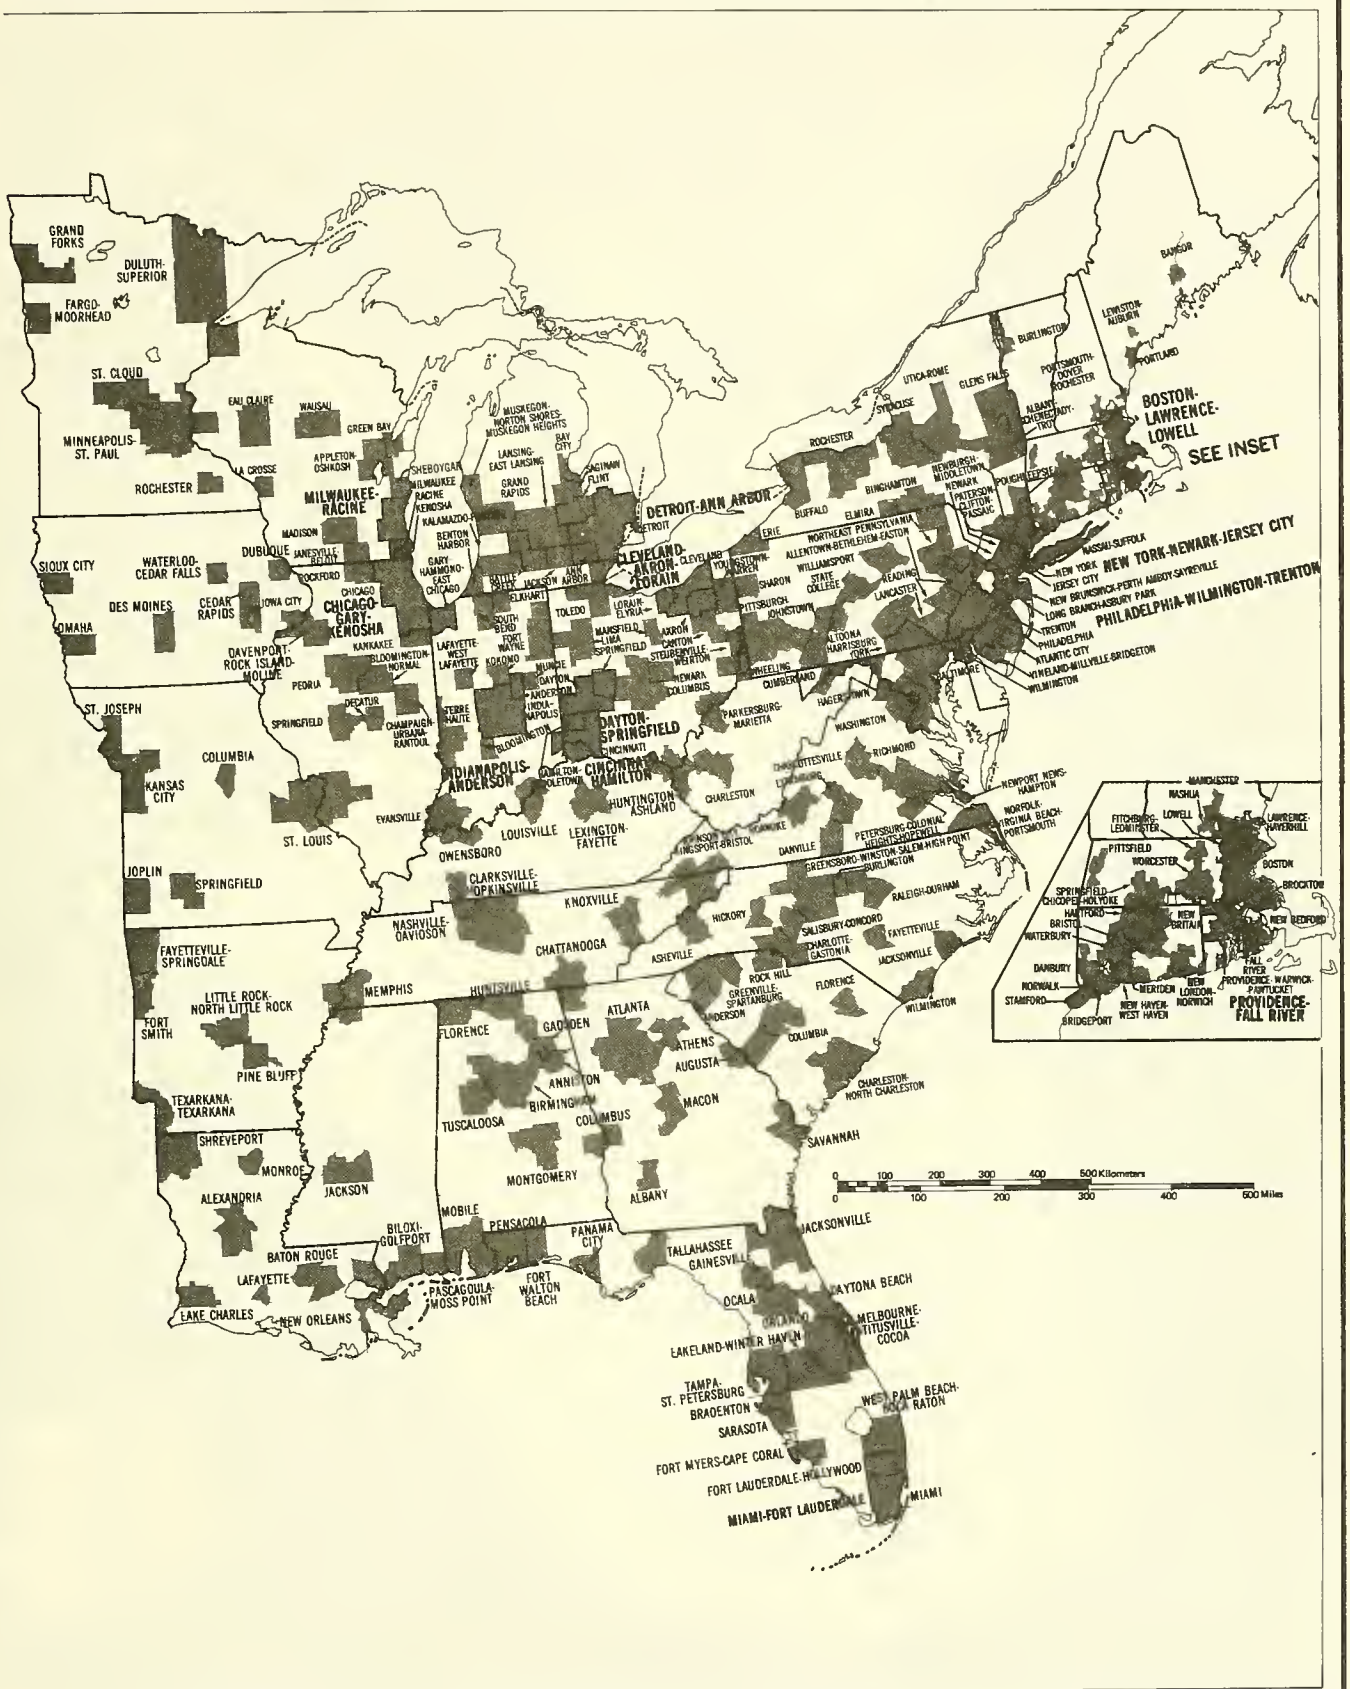 GRAND
FORKS
DULUTH-
SUPERIOR
FARGO-
MOORHEAD
ST. CLOUD
MINNEAPOLIS-
ST. PAUL
EAU CLAIRE
WAUSAU
GREEN BAY
APPLETON-
OSHKOSH
LA CROSSE
ROCHESTER
MILWAUKEE-
RACINE
MADISON
DUBUQUE
JANESVILLE-
BELOIT
ROCKFORD
SHEBOYGAN
MILWAUKEE
RACINE
KENOSHA
MUSKEGON-
NORTON SHORES-
MUSKEGON HEIGHTS
BAY
CITY
LANSING-
EAST LANSING
GRAND
RAPIDS
SAGINAW
FLINT
BENTON
HARBOR
GARY
HAMMOND-
EAST
CHICAGO
BATTLE
CREEK
JACKSON
ANN
ARBOR
DETROIT
DETROIT-ANN ARBOR
CHICAGO
CHICAGO-
GARY-
KENOSHA
SIOUX CITY
WATERLOO-
CEDAR FALLS
DES MOINES
CEDAR
RAPIDS
IOWA CITY
OMAHA
DAVENPORT-
ROCK ISLAND-
MOLINE
KANKAKEE
BLOOMINGTON-
NORMAL
PEORIA
DECATUR
SPRINGFIELD
CHAMPAIGN-
URBANA-
RANTOUL
ELKHART
SOUTH
BEND
FORT
WAYNE
TOLEDO
LORAIN-
ELYRIA
MANSFIELD
LIMA
SPRINGFIELD
AKRON
CANTON
STEUBENVILLE-
WEIRTON
CLEVELAND-
AKRON-
LORAIN
CLEVELAND
YOUNGSTOWN-
WARREN
LAFAYETTE-
WEST
LAFAYETTE
KOKOMO
MUNCIE
DAYTON
ANDERSON
INDIA-
NAPOLIS
TERRE
HAUTE
BLOOMINGTON
NEWARK
COLUMBUS
DAYTON-
SPRINGFIELD
CINCINNATI
CINCINNATI-
HAMILTON
INDIANAPOLIS-
ANDERSON
ERIE
SHARON
PITTSBURGH
JOHNSTOWN
WHEELING
ALTOONA
HARRISBURG
YORK
CUMBERLAND
HAGERSTOWN
PARKERSBURG-
MARIETTA
WASHINGTON
BALTIMORE
STATE
COLLEGE
WILLIAMSPORT
READING
LANCASTER
ALLENTOWN-BETHLEHEM-EASTON
NORTHEAST PENNSYLVANIA
ROCHESTER
BUFFALO
ELMIRA
BINGHAMTON
SYRACUSE
UTICA-ROME
GLENS FALLS
ALBANY-
SCHENECTADY-
TROY
NEWBURGH-
MIDDLETOWN
NEWARK
PATERSON-
CLIFTON-
PASSAIC
POUGHKEEPSIE
BURLINGTON
PORTSMOUTH-
DOVER
ROCHESTER
BANGOR
LEWISTON-
AUBURN
PORTLAND
BOSTON-
LAWRENCE-
LOWELL
SEE INSET
NASSAU-SUFFOLK
NEW YORK
NEW YORK-NEWARK-JERSEY CITY
JERSEY CITY
NEW BRUNSWICK-PERTH AMBOY-SAYREVILLE
LONG BRANCH-ASBURY PARK
TRENTON
PHILADELPHIA-WILMINGTON-TRENTON
PHILADELPHIA
ATLANTIC CITY
VINELAND-MILLVILLE-BRIDGETON
WILMINGTON
ST. JOSEPH
KANSAS
CITY
COLUMBIA
ST. LOUIS
JOPLIN
SPRINGFIELD
EVANSVILLE
OWENSBORO
LOUISVILLE
LEXINGTON-
FAYETTE
HUNTINGTON
ASHLAND
CHARLESTON
CHARLOTTESVILLE
RICHMOND
LYNCHBURG
ROANOKE
NEWPORT NEWS-
HAMPTON
NORFOLK-
VIRGINIA BEACH-
PORTSMOUTH
PETERSBURG-COLONIAL
HEIGHTS-HOPEWELL
DANVILLE
GREENSBORO-WINSTON-SALEM-HIGH POINT
BURLINGTON
RALEIGH-DURHAM
HICKORY
SALISBURY-CONCORD
CHARLOTTE-
GASTONIA
FAYETTEVILLE
JACKSONVILLE
WILMINGTON
ASHEVILLE
ROCK HILL
GREENVILLE-
SPARTANBURG
ANDERSON
FLORENCE
COLUMBIA
CHARLESTON-
NORTH CHARLESTON
CLARKSVILLE-
HOPKINSVILLE
NASHVILLE-
DAVIDSON
KNOXVILLE
CHATTANOOGA
MEMPHIS
FAYETTEVILLE-
SPRINGDALE
FORT
SMITH
LITTLE ROCK-
NORTH LITTLE ROCK
PINE BLUFF
TEXARKANA-
TEXARKANA
SHREVEPORT
MONROE
ALEXANDRIA
JACKSON
HUNTSVILLE
FLORENCE
GADSDEN
ANNISTON
BIRMINGHAM
TUSCALOOSA
MONTGOMERY
COLUMBUS
ATLANTA
ATHENS
AUGUSTA
MACON
ALBANY
SAVANNAH
0 100 200 300 400 500 Kilometers
0 100 200 300 400 500 Miles
BATON ROUGE
LAFAYETTE
LAKE CHARLES
NEW ORLEANS
BILOXI-
GULFPORT
MOBILE
PENSACOLA
PASCAGOULA-
MOSS POINT
FORT
WALTON
BEACH
PANAMA
CITY
TALLAHASSEE
GAINESVILLE
JACKSONVILLE
OCALA
DAYTONA BEACH
ORLANDO
MELBOURNE-
TITUSVILLE-
COCOA
LAKELAND-WINTER HAVEN
TAMPA-
ST. PETERSBURG
BRADENTON
SARASOTA
WEST PALM BEACH-
BOCA RATON
FORT MYERS-CAPE CORAL
FORT LAUDERDALE-HOLLYWOOD
MIAMI-FORT LAUDERDALE
MIAMI
MANCHESTER
NASHUA
FITCHBURG-
LEOMINSTER
LOWELL
LAWRENCE-
HAVERHILL
PITTSFIELD
WORCESTER
BOSTON
BROCKTON
SPRINGFIELD
CHICOPEE-HOLYOKE
HARTFORD
BRISTOL
WATERBURY
NEW
BRITAIN
NEW BEDFORD
FALL
RIVER
DANBURY
NORWALK
STAMFORD
BRIDGEPORT
MERIDEN
NEW HAVEN-
WEST HAVEN
NEW
LONDON-
NORWICH
PROVIDENCE-WARWICK-
PAWTUCKET
PROVIDENCE-
FALL RIVER